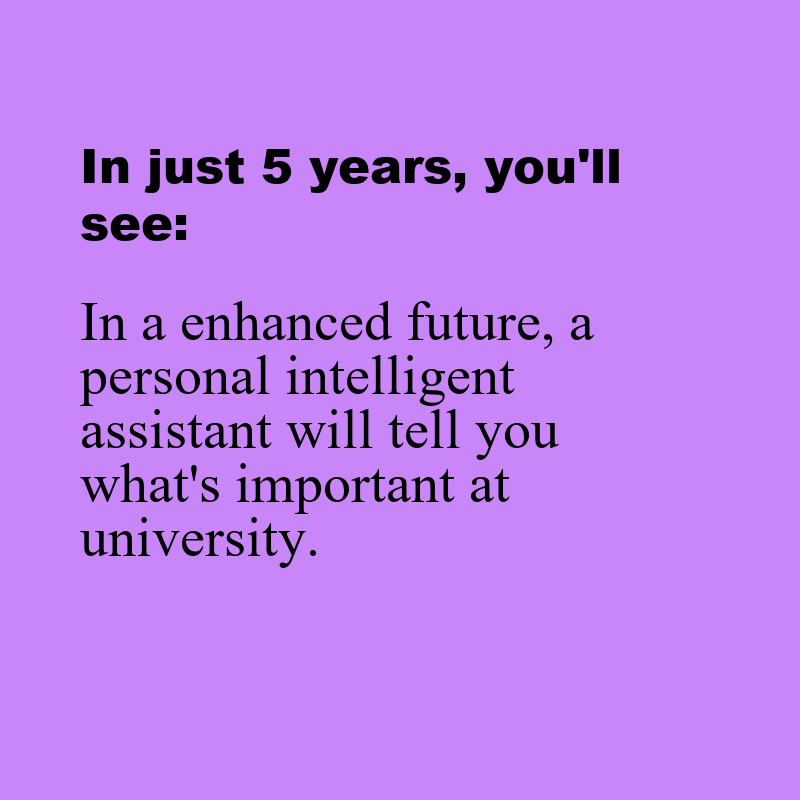 In just 5 years, you'll
see:
In a enhanced future, a
personal intelligent
assistant will tell you
what's important at
university.